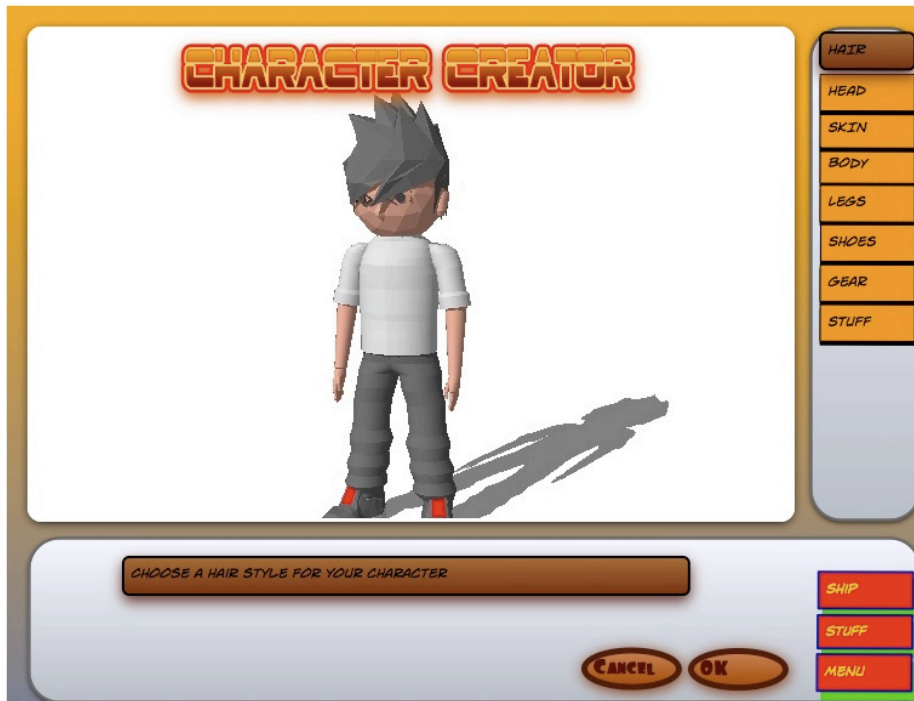 CHARACTER CREATOR
HAIR
HEAD
SKIN
BODY
LEGS
SHOES
GEAR
STUFF
CHOOSE A HAIR STYLE FOR YOUR CHARACTER
CANCEL
OK
SHIP
STUFF
MENU